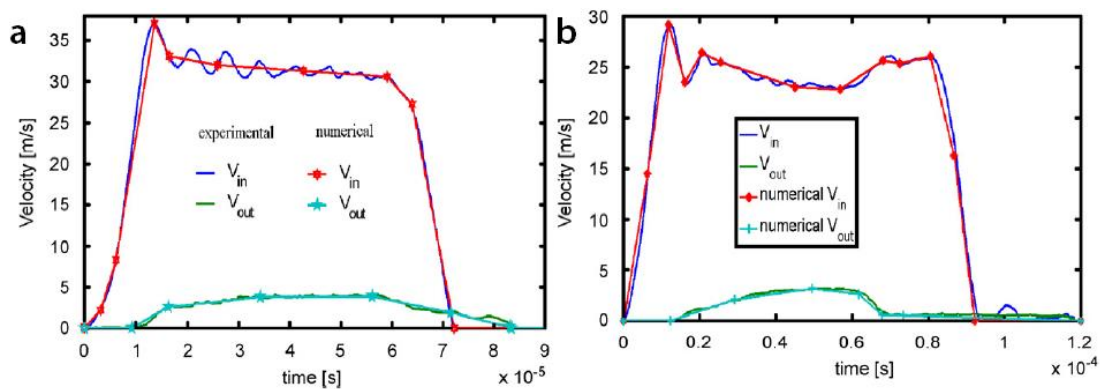 a
35
30
25
20
15
10
5
0
Velocity [m/s]
experimental numerical
V_in V_in
V_out V_out
0 1 2 3 4 5 6 7 8 9
time [s] x 10^-5
b
30
25
20
15
10
5
0
Velocity [m/s]
V_in
V_out
numerical V_in
numerical V_out
0 0.2 0.4 0.6 0.8 1 1.2
time [s] x 10^-4